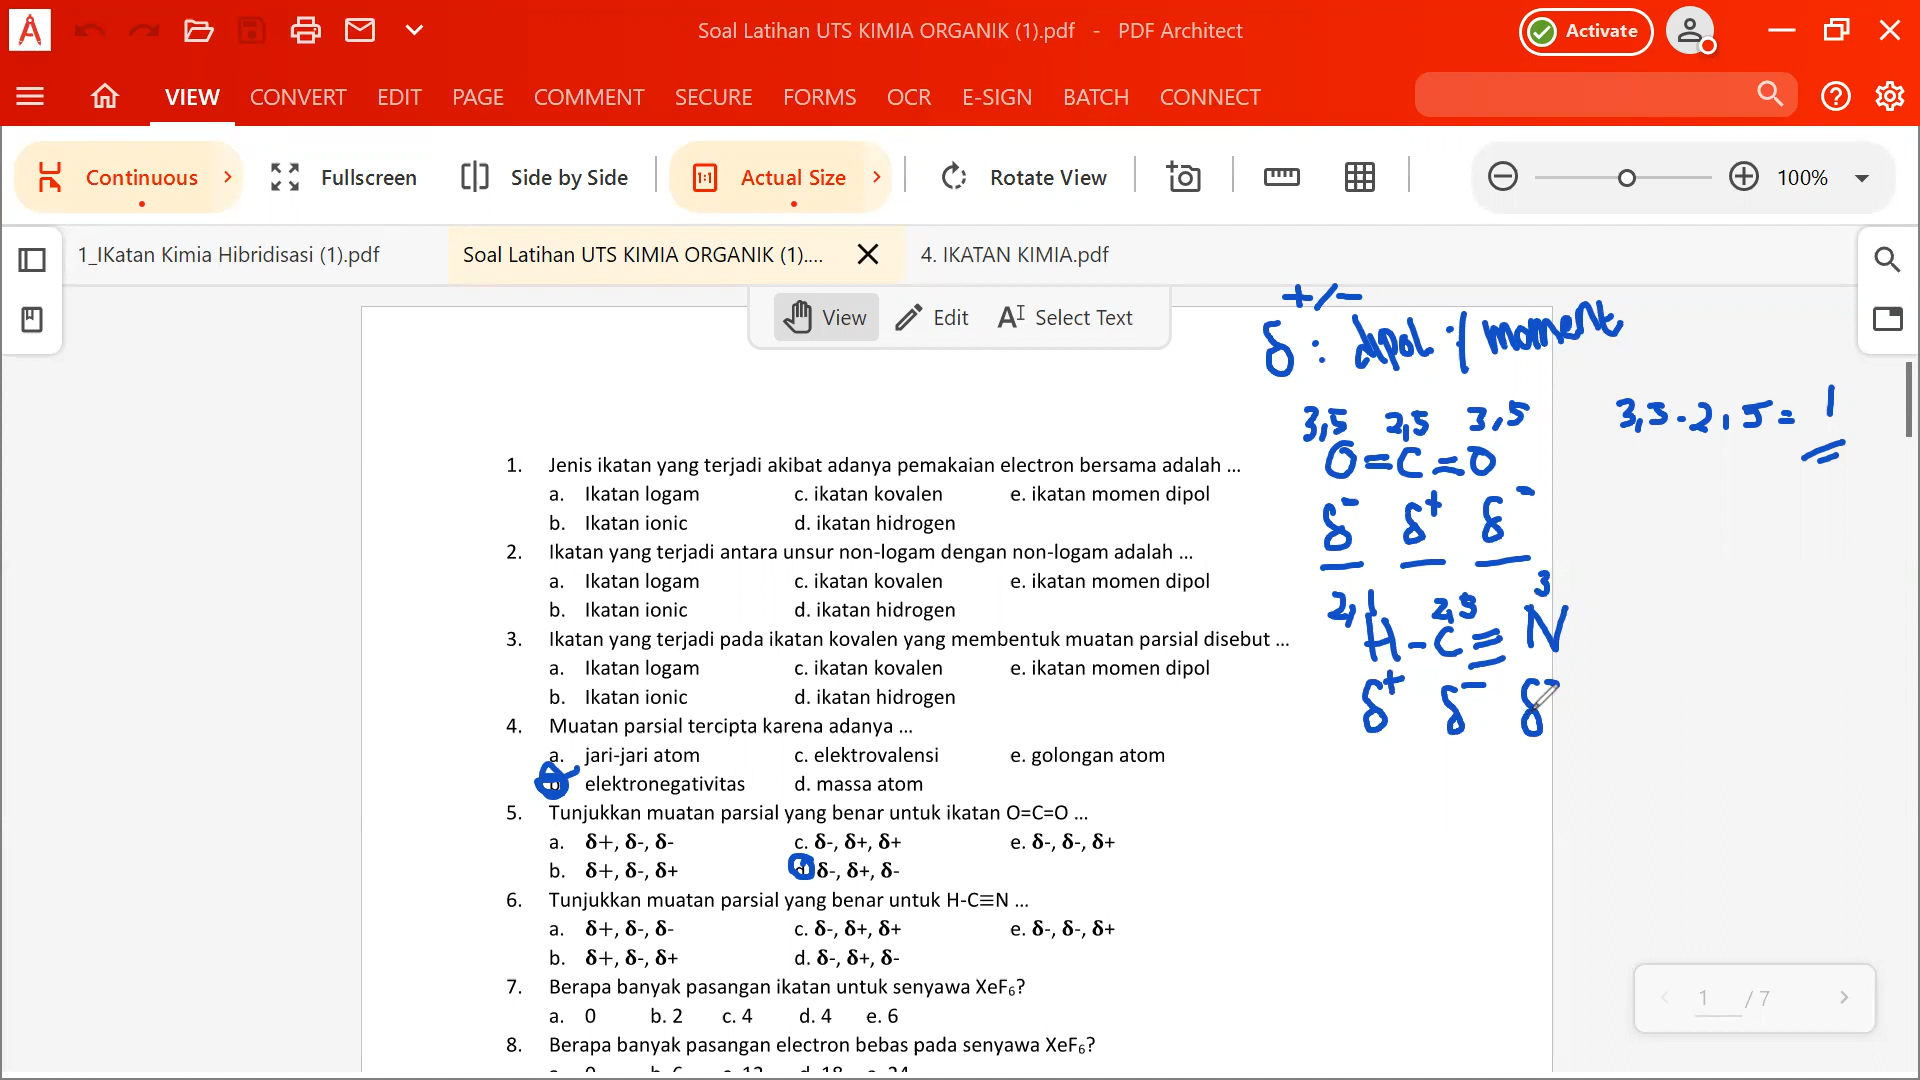 Soal Latihan UTS KIMIA ORGANIK (1).pdf - PDF Architect
Activate
VIEW CONVERT EDIT PAGE COMMENT SECURE FORMS OCR E-SIGN BATCH CONNECT
Continuous Fullscreen Side by Side 1:1 Actual Size Rotate View 100%
1_IKatan Kimia Hibridisasi (1).pdf Soal Latihan UTS KIMIA ORGANIK (1).... 4. IKATAN KIMIA.pdf
View Edit Select Text
+/-
δ : dipol / moment
3,5 2,5 3,5
3,5 - 2,5 = 1
O=C=O
δ- δ+ δ-
2,1 2,5 3
H-C≡N
δ+ δ- δ-
1. Jenis ikatan yang terjadi akibat adanya pemakaian electron bersama adalah ...
a. Ikatan logam c. ikatan kovalen e. ikatan momen dipol
b. Ikatan ionic d. ikatan hidrogen
2. Ikatan yang terjadi antara unsur non-logam dengan non-logam adalah ...
a. Ikatan logam c. ikatan kovalen e. ikatan momen dipol
b. Ikatan ionic d. ikatan hidrogen
3. Ikatan yang terjadi pada ikatan kovalen yang membentuk muatan parsial disebut ...
a. Ikatan logam c. ikatan kovalen e. ikatan momen dipol
b. Ikatan ionic d. ikatan hidrogen
4. Muatan parsial tercipta karena adanya ...
a. jari-jari atom c. elektrovalensi e. golongan atom
b. elektronegativitas d. massa atom
5. Tunjukkan muatan parsial yang benar untuk ikatan O=C=O ...
a. δ+, δ-, δ- c. δ-, δ+, δ+ e. δ-, δ-, δ+
b. δ+, δ-, δ+ d. δ-, δ+, δ-
6. Tunjukkan muatan parsial yang benar untuk H-C≡N ...
a. δ+, δ-, δ- c. δ-, δ+, δ+ e. δ-, δ-, δ+
b. δ+, δ-, δ+ d. δ-, δ+, δ-
7. Berapa banyak pasangan ikatan untuk senyawa XeF₆?
a. 0 b. 2 c. 4 d. 4 e. 6
8. Berapa banyak pasangan electron bebas pada senyawa XeF₆?
1 / 7